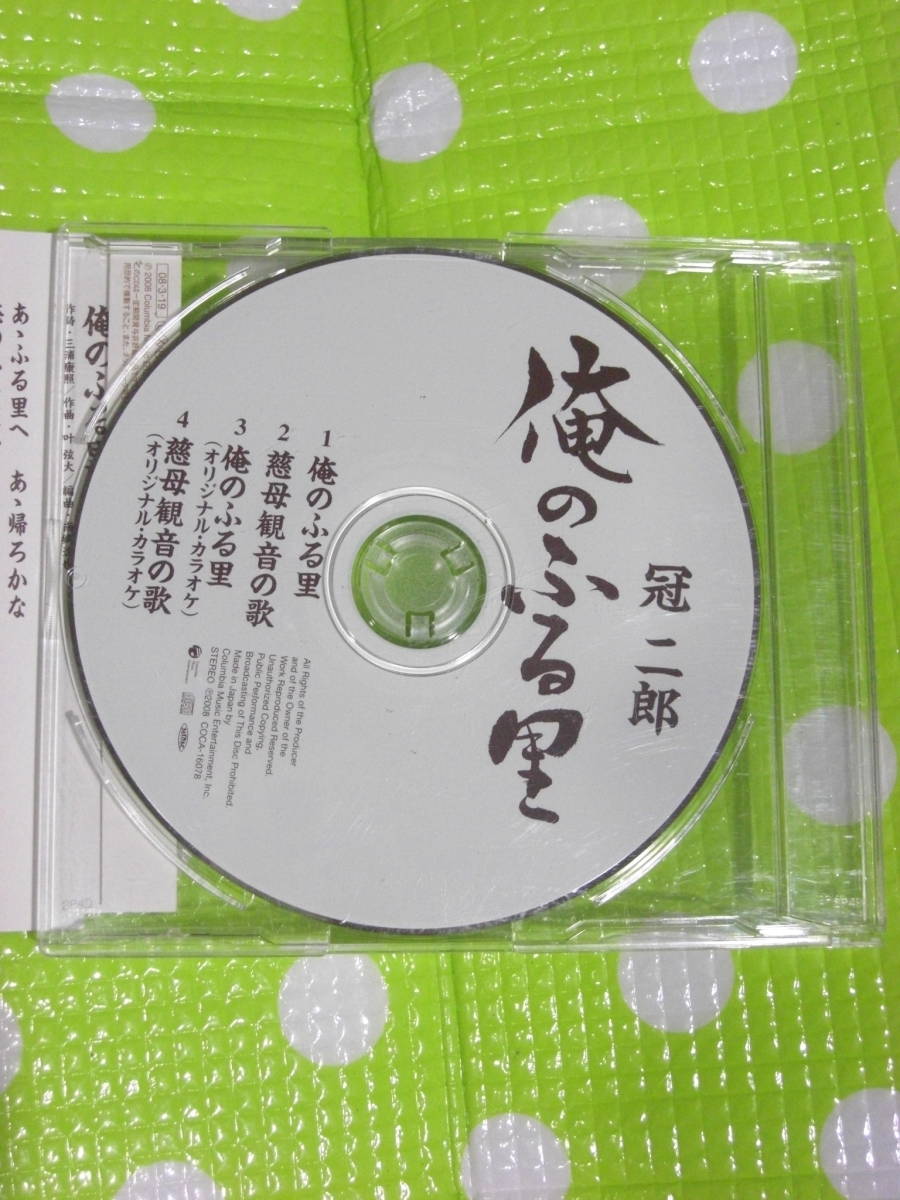 俺のふる里
冠 二郎
1 俺のふる里
2 慈母観音の歌
3 俺のふる里
(オリジナル・カラオケ)
4 慈母観音の歌
(オリジナル・カラオケ)
All Rights of the Producer
and of the Owner of the
Work Reproduced Reserved.
Unauthorized Copying,
Public Performance and
Broadcasting of This Disc Prohibited.
Made in Japan by
Columbia Music Entertainment, Inc.
STEREO ℗2008 COCA-16078
08·3·19
℗ 2008 Columbia
俺のふ
作詩・三浦康照/作曲・叶 弦大/編曲・
あゝふる里へ あゝ帰ろかな